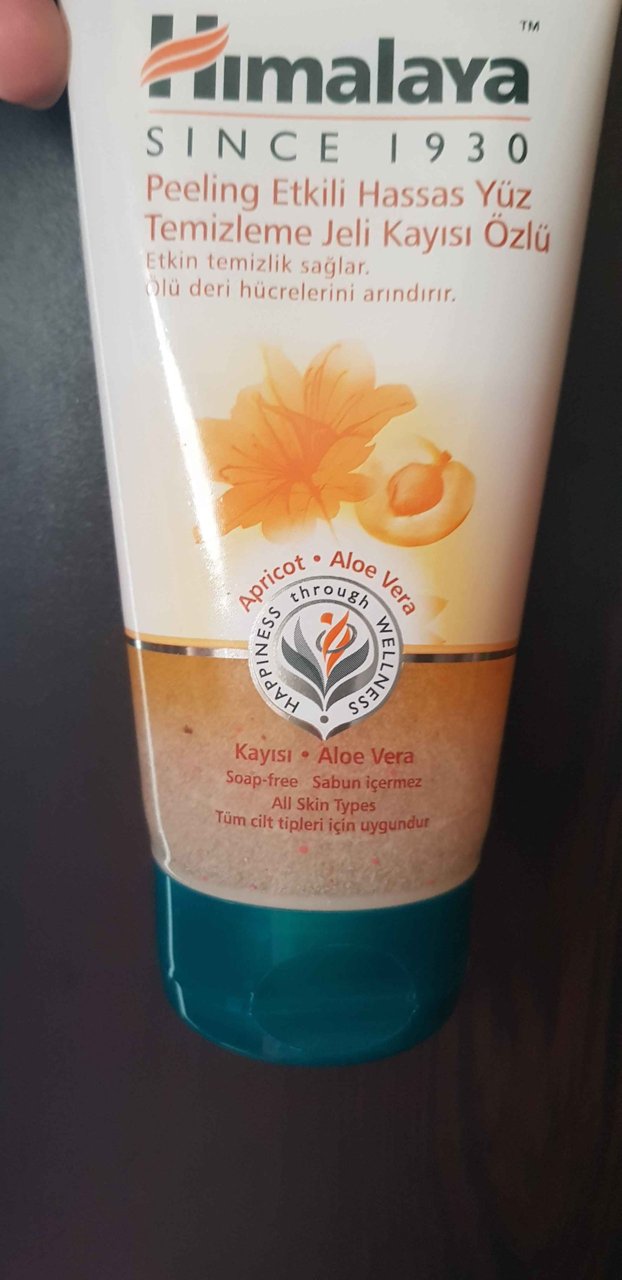 Himalaya™
SINCE 1930
Peeling Etkili Hassas Yüz
Temizleme Jeli Kayısı Özlü
Etkin temizlik sağlar.
Ölü deri hücrelerini arındırır.
Apricot • Aloe Vera
HAPPINESS through WELLNESS
Kayısı • Aloe Vera
Soap-free Sabun içermez
All Skin Types
Tüm cilt tipleri için uygundur